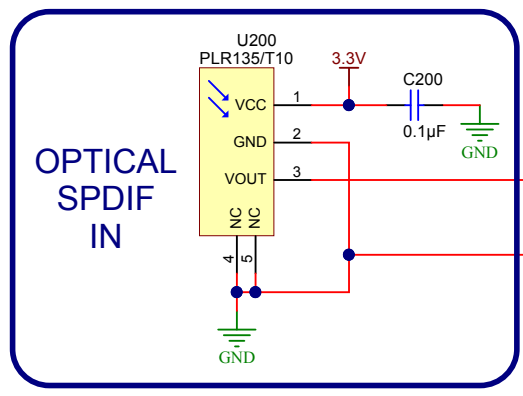 U200
PLR135/T10
3.3V
C200
0.1µF
GND
VCC
1
GND
2
VOUT
3
NC
NC
4
5
OPTICAL
SPDIF
IN
GND